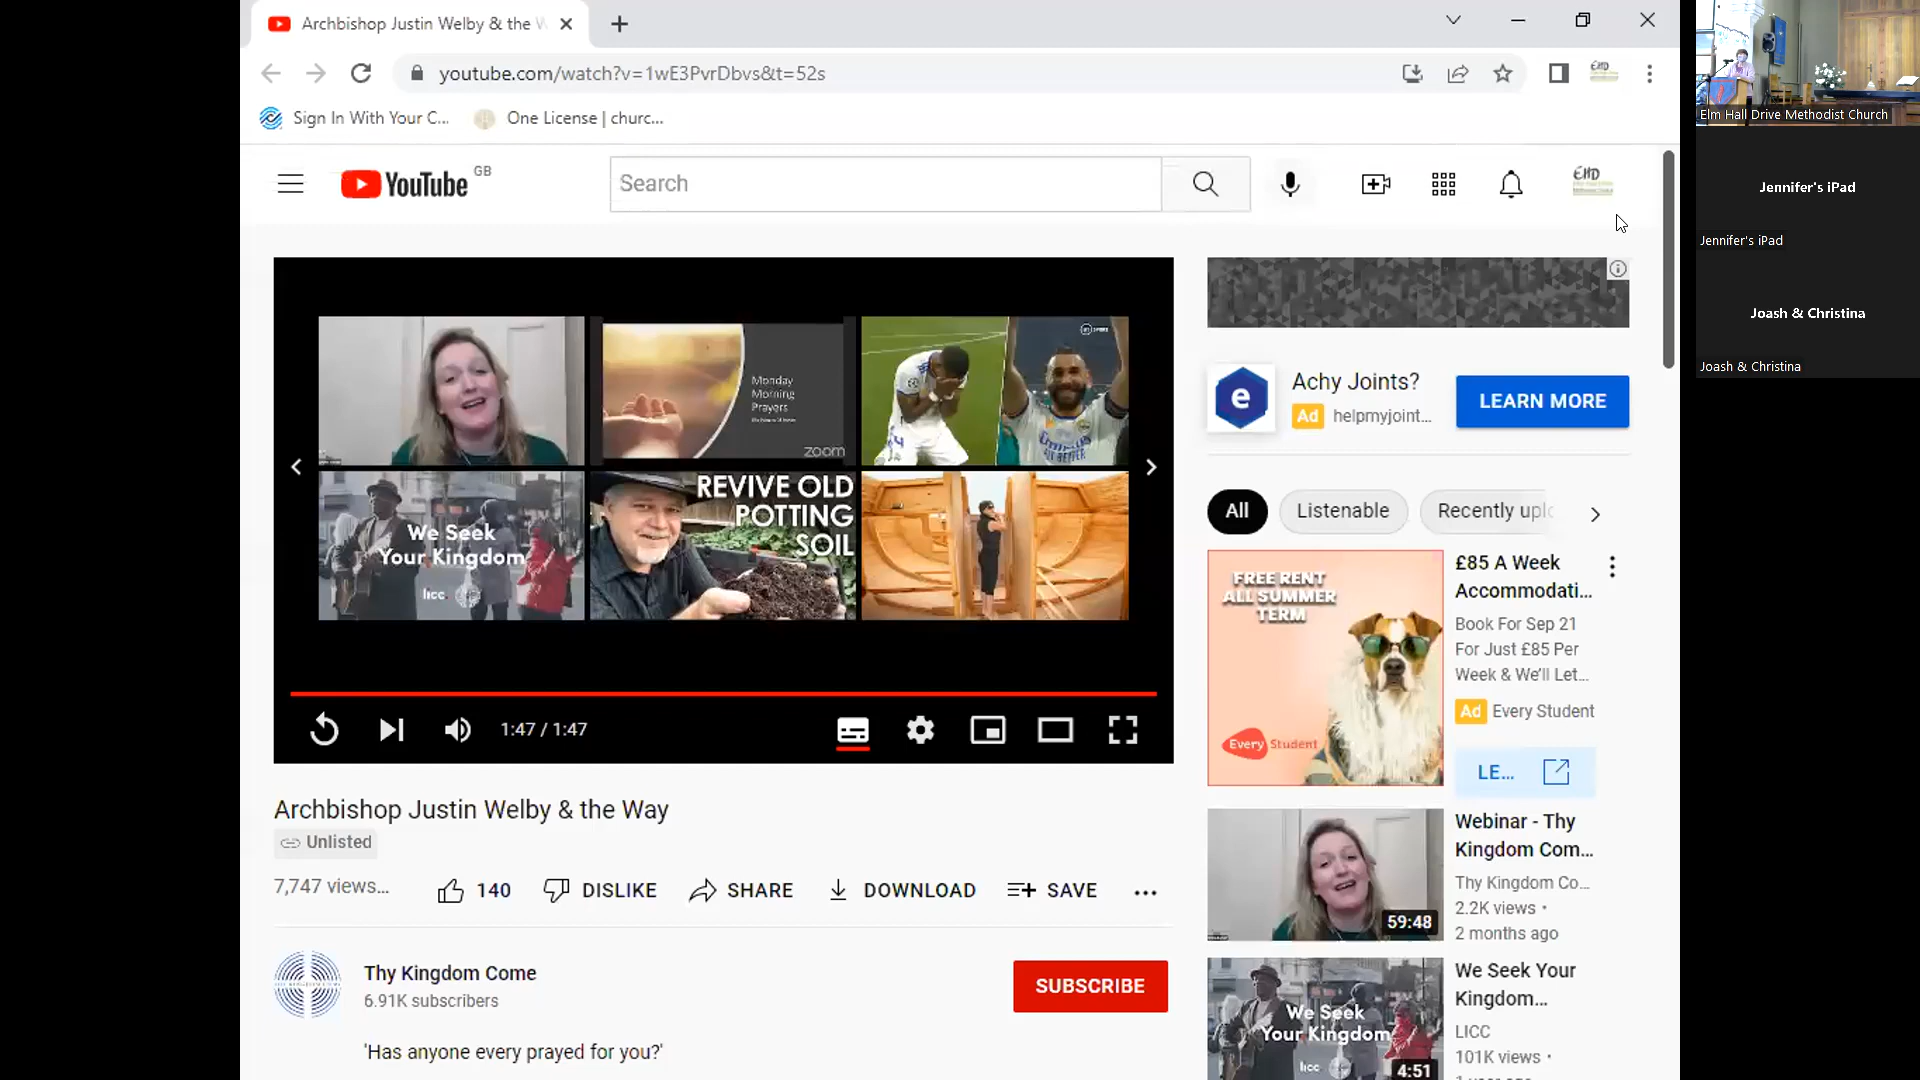 Archbishop Justin Welby & the W
youtube.com/watch?v=1wE3PvrDbvs&t=52s
Sign In With Your C...
One License | churc...
YouTube GB
Search
EHD
Monday
Morning
Prayers
zoom
We Seek
Your Kingdom
licc
REVIVE OLD
POTTING
SOIL
1:47 / 1:47
Archbishop Justin Welby & the Way
Unlisted
7,747 views...
140
DISLIKE
SHARE
DOWNLOAD
SAVE
Thy Kingdom Come
6.91K subscribers
SUBSCRIBE
'Has anyone every prayed for you?'
Achy Joints?
Ad helpmyjoint...
LEARN MORE
All
Listenable
Recently uplo
FREE RENT
ALL SUMMER
TERM
Every Student
£85 A Week
Accommodati...
Book For Sep 21
For Just £85 Per
Week & We'll Let...
Ad Every Student
LE...
59:48
Webinar - Thy
Kingdom Com...
Thy Kingdom Co...
2.2K views •
2 months ago
We Seek
Your Kingdom
licc
4:51
We Seek Your
Kingdom...
LICC
101K views •
Elm Hall Drive Methodist Church
Jennifer's iPad
Jennifer's iPad
Joash & Christina
Joash & Christina